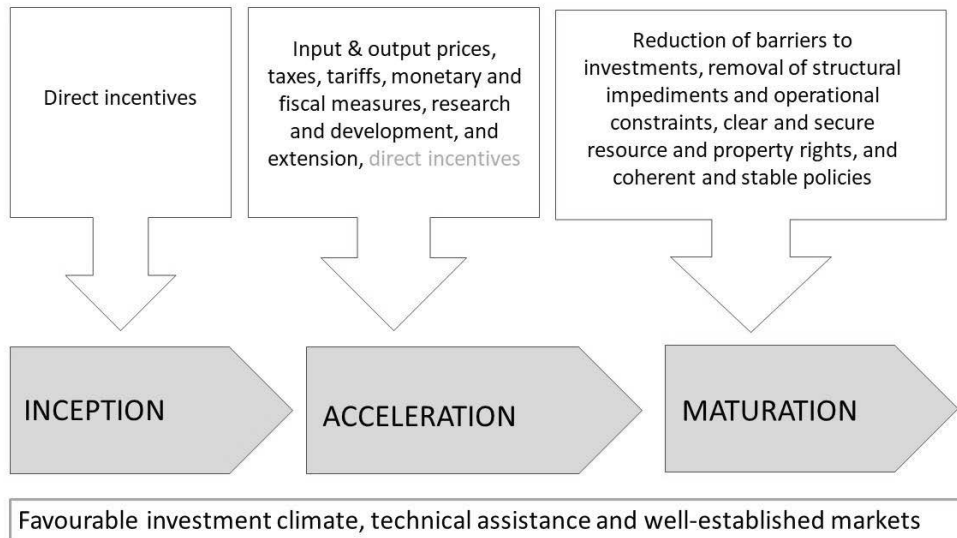 Direct incentives
Input & output prices,
taxes, tariffs, monetary and
fiscal measures, research
and development, and
extension, direct incentives
Reduction of barriers to
investments, removal of structural
impediments and operational
constraints, clear and secure
resource and property rights, and
coherent and stable policies
INCEPTION
ACCELERATION
MATURATION
Favourable investment climate, technical assistance and well-established markets